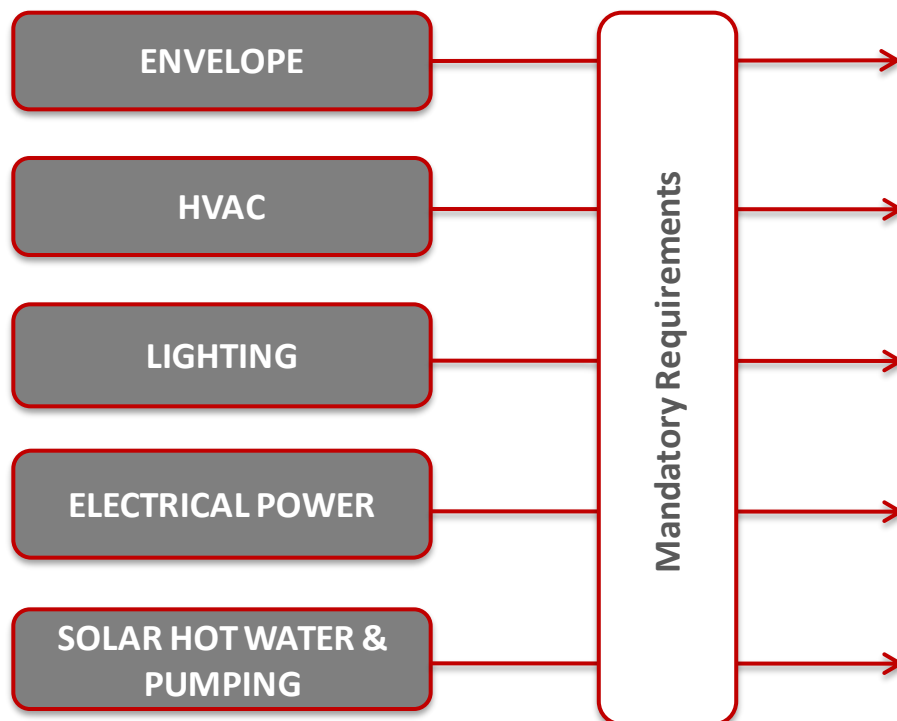 ENVELOPE
HVAC
LIGHTING
ELECTRICAL POWER
SOLAR HOT WATER &
PUMPING
Mandatory Requirements